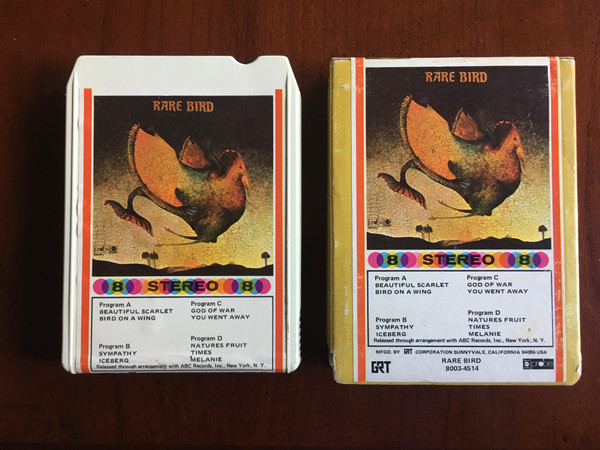 RARE BIRD
8 STEREO 8
Program A
BEAUTIFUL SCARLET
BIRD ON A WING
Program B
SYMPATHY
ICEBERG
Program C
GOD OF WAR
YOU WENT AWAY
Program D
NATURES FRUIT
TIMES
MELANIE
Released through arrangement with ABC Records, Inc., New York, N. Y.
RARE BIRD
8 STEREO 8
Program A
BEAUTIFUL SCARLET
BIRD ON A WING
Program B
SYMPATHY
ICEBERG
Program C
GOD OF WAR
YOU WENT AWAY
Program D
NATURES FRUIT
TIMES
MELANIE
Released through arrangement with ABC Records, Inc., New York, N. Y.
MFGD. BY GRT CORPORATION SUNNYVALE, CALIFORNIA 94086 USA
GRT
RARE BIRD
8003-4514